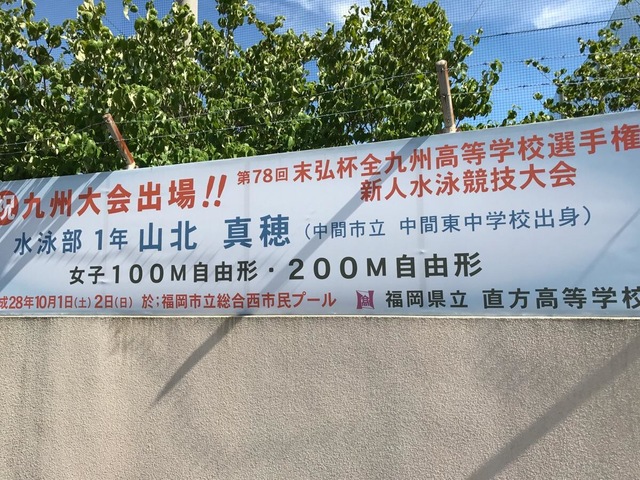 祝 九州大会出場!! 第78回 末弘杯全九州高等学校選手権
新人水泳競技大会
水泳部 1年 山北 真穂 (中間市立 中間東中学校出身)
女子100M自由形・200M自由形
成28年10月1日(土)2日(日) 於;福岡市立総合西市民プール 福岡県立 直方高等学校